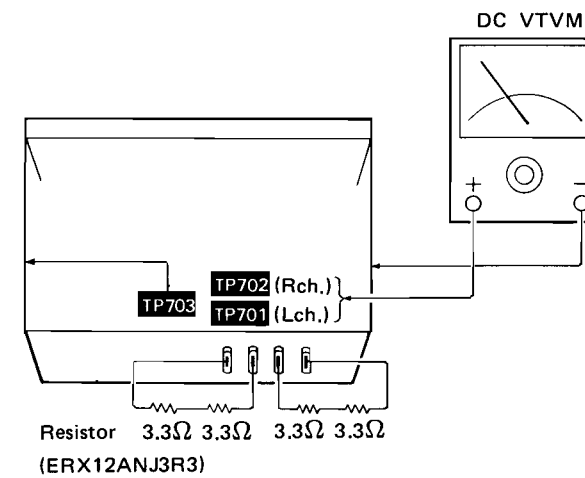 DC VTVM
+ −
TP702 (Rch.)
TP703
TP701 (Lch.)
Resistor 3.3Ω 3.3Ω 3.3Ω 3.3Ω
(ERX12ANJ3R3)